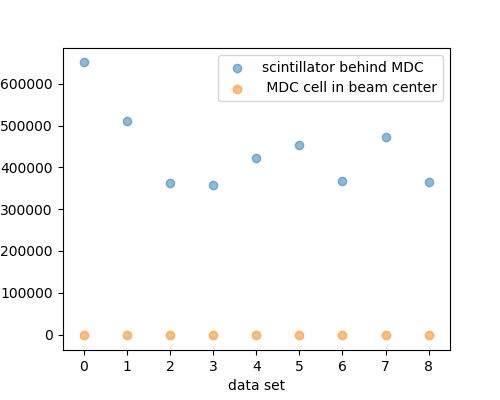 scintillator behind MDC
MDC cell in beam center
600000
500000
400000
300000
200000
100000
0
0 1 2 3 4 5 6 7 8
data set